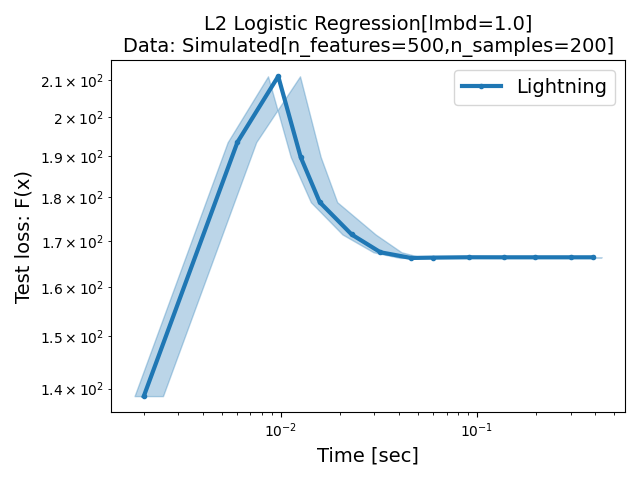 L2 Logistic Regression[lmbd=1.0]
Data: Simulated[n_features=500,n_samples=200]
Lightning
Test loss: F(x)
2.1 × 10²
2 × 10²
1.9 × 10²
1.8 × 10²
1.7 × 10²
1.6 × 10²
1.5 × 10²
1.4 × 10²
10⁻²
10⁻¹
Time [sec]